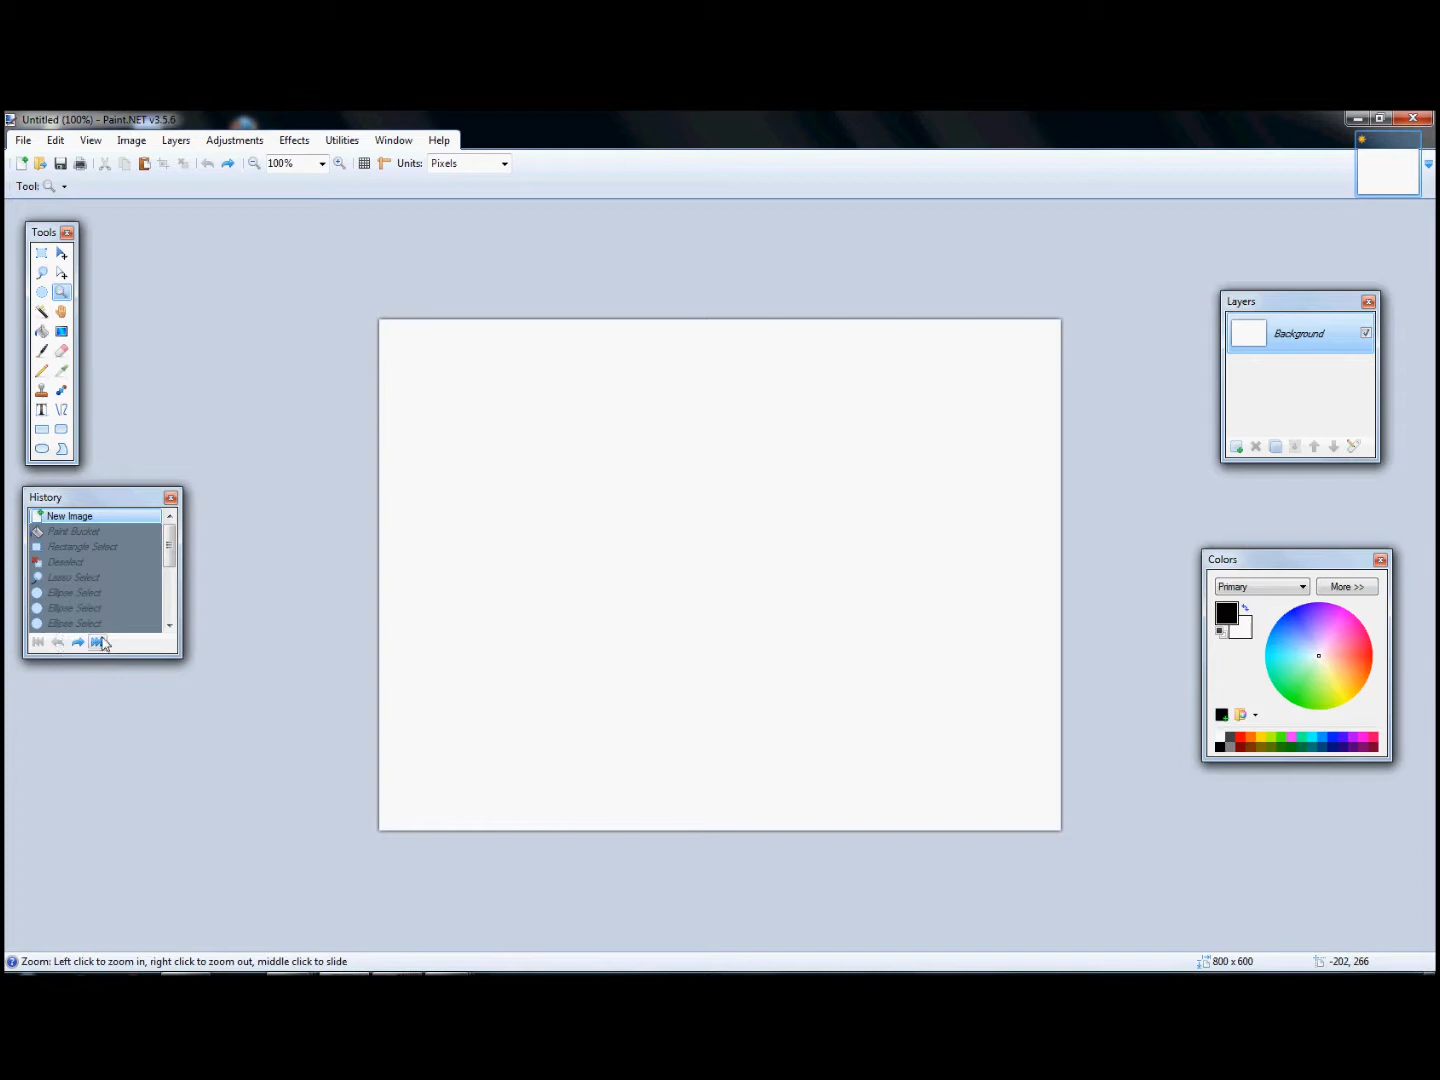 Untitled (100%) - Paint.NET v3.5.6
File Edit View Image Layers Adjustments Effects Utilities Window Help
100% Units: Pixels
Tool:
Tools
Layers
Background
History
New Image
Paint Bucket
Rectangle Select
Deselect
Lasso Select
Ellipse Select
Ellipse Select
Ellipse Select
Colors
Primary More >>
Zoom: Left click to zoom in, right click to zoom out, middle click to slide
800 x 600 -202, 266